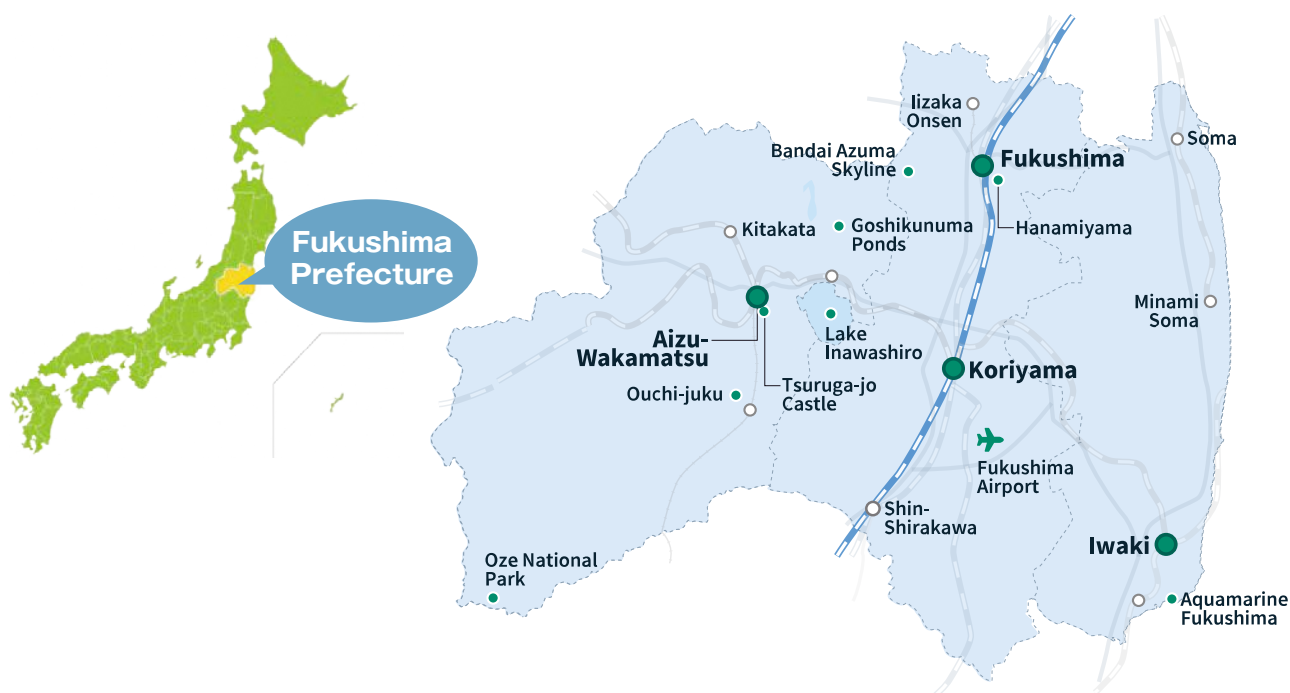 Fukushima
Prefecture
Iizaka
Onsen
Soma
Bandai Azuma
Skyline
Fukushima
Hanamiyama
Kitakata
Goshikunuma
Ponds
Minami
Soma
Aizu-
Wakamatsu
Lake
Inawashiro
Koriyama
Ouchi-juku
Tsuruga-jo
Castle
Fukushima
Airport
Shin-
Shirakawa
Iwaki
Oze National
Park
Aquamarine
Fukushima